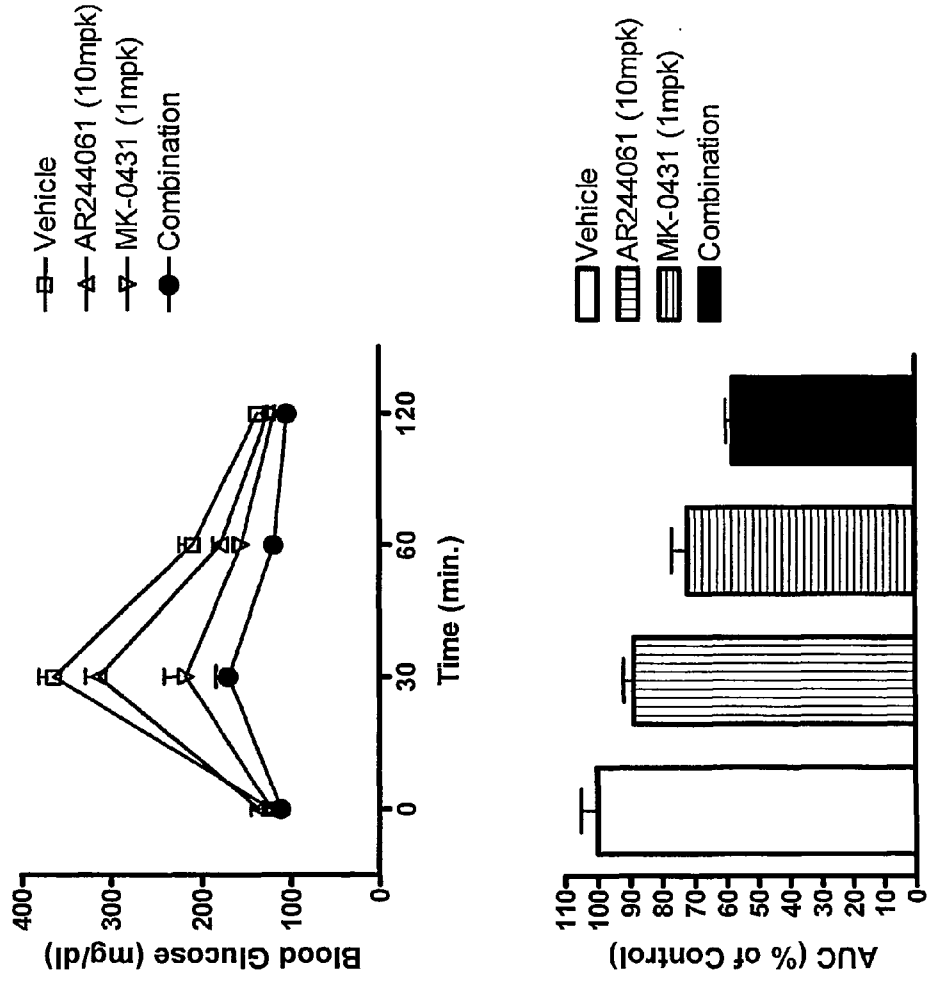 Blood Glucose (mg/dl)
400
300
200
100
0
0
30
60
120
Time (min.)
Vehicle
AR244061 (10mpk)
MK-0431 (1mpk)
Combination
AUC (% of Control)
110
100
90
80
70
60
50
40
30
20
10
0
Vehicle
AR244061 (10mpk)
MK-0431 (1mpk)
Combination